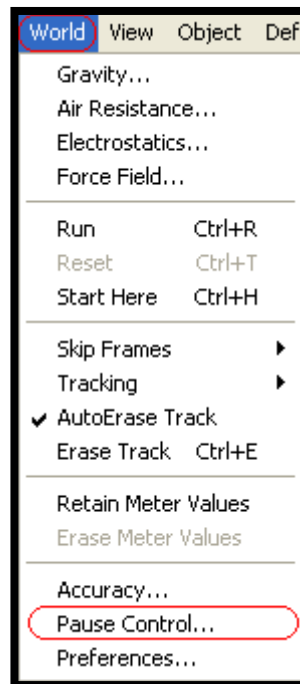 World View Object Def
Gravity...
Air Resistance...
Electrostatics...
Force Field...
Run Ctrl+R
Reset Ctrl+T
Start Here Ctrl+H
Skip Frames
Tracking
AutoErase Track
Erase Track Ctrl+E
Retain Meter Values
Erase Meter Values
Accuracy...
Pause Control...
Preferences...